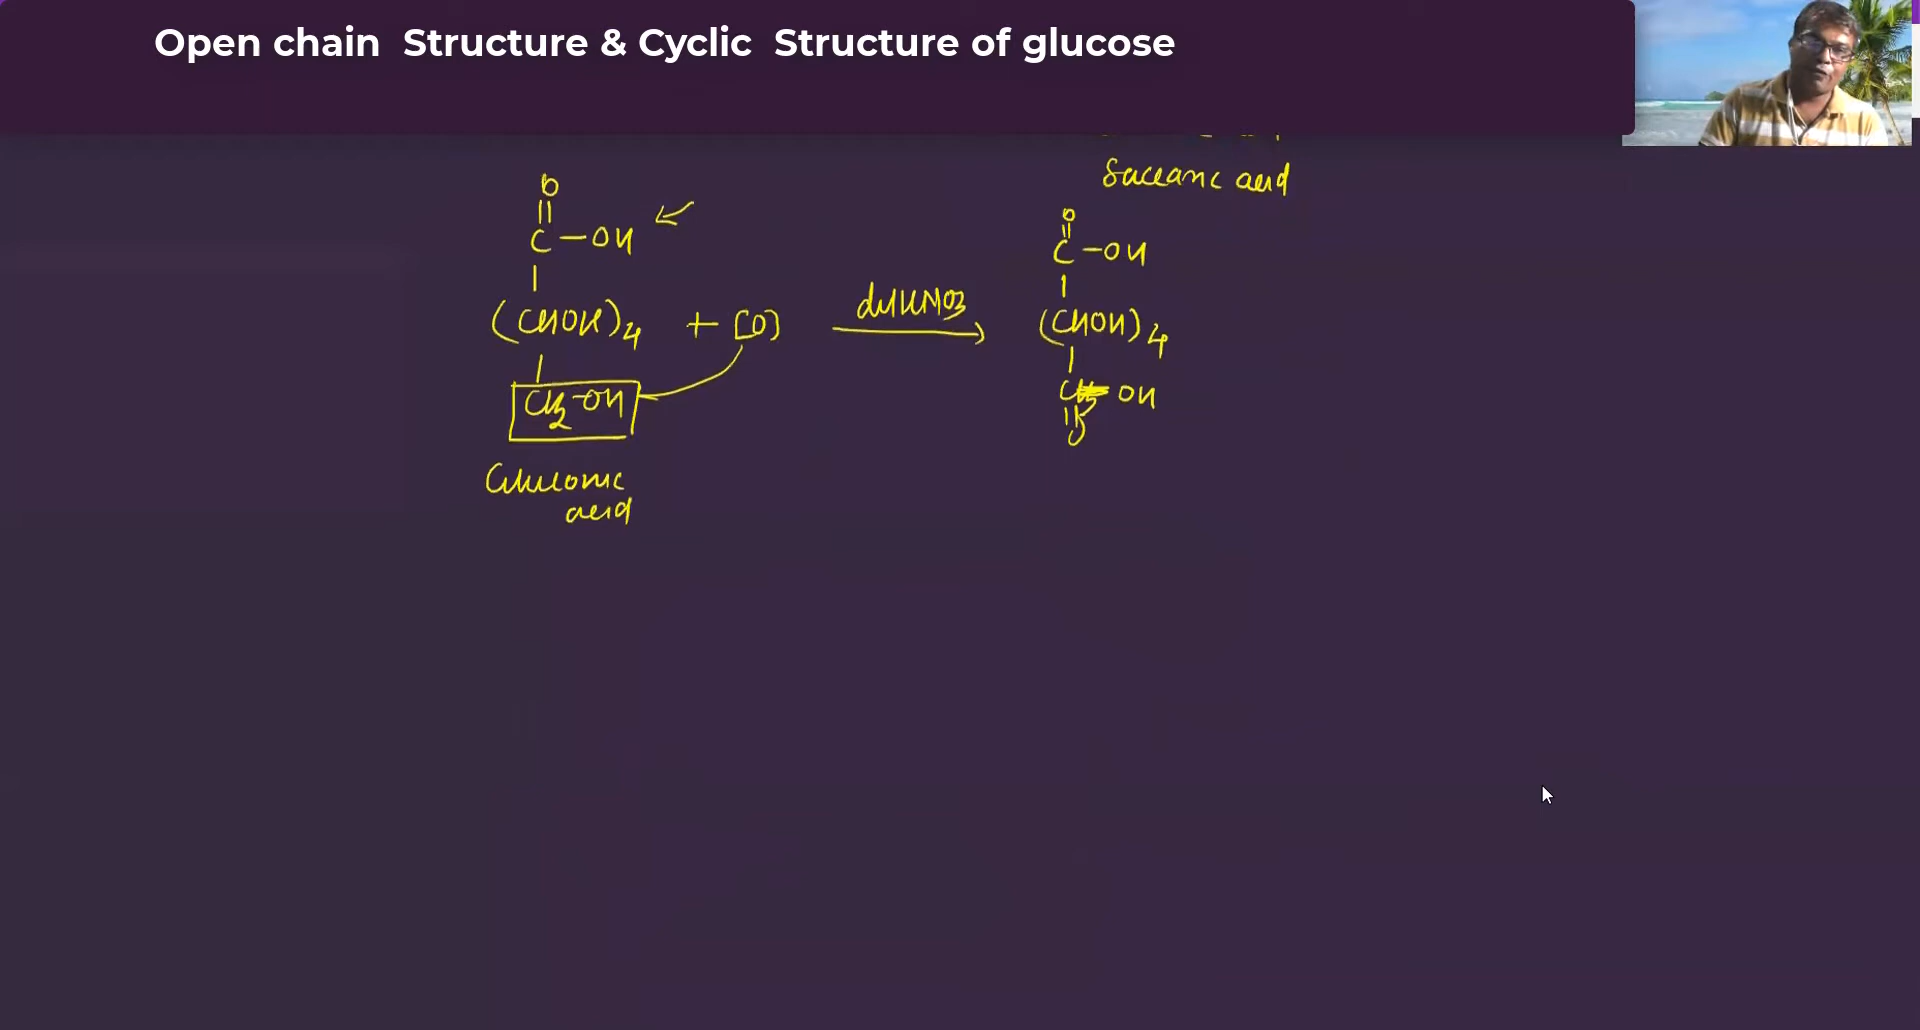 Open chain Structure & Cyclic Structure of glucose
Saccaric acid
O
||
C-OH
|
(CHOH)4 + [O]
|
CH2-OH
Gluconic
acid
dil HNO3
O
||
C-OH
|
(CHOH)4
|
C OH
||
O